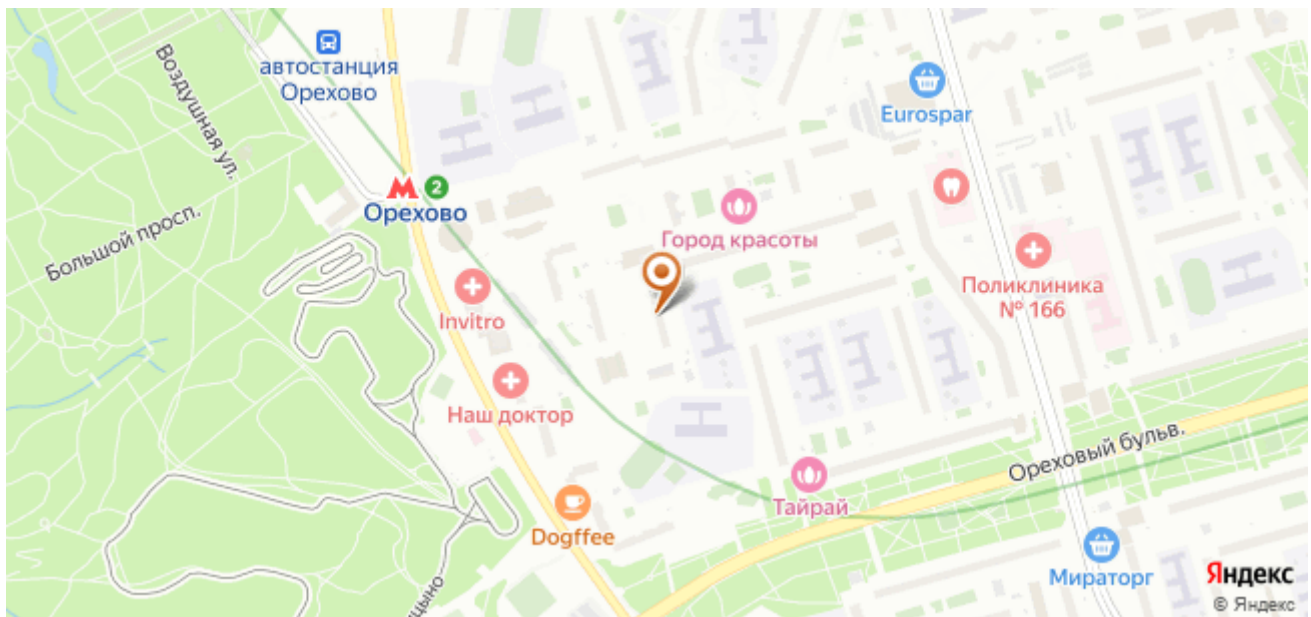 автостанция
Орехово
Воздушная ул.
Eurospar
2
Орехово
Большой просп.
Город красоты
Поликлиника
№ 166
Invitro
Наш доктор
Ореховый бульв.
Тайрай
Dogffee
Мираторг
Яндекс
© Яндекс